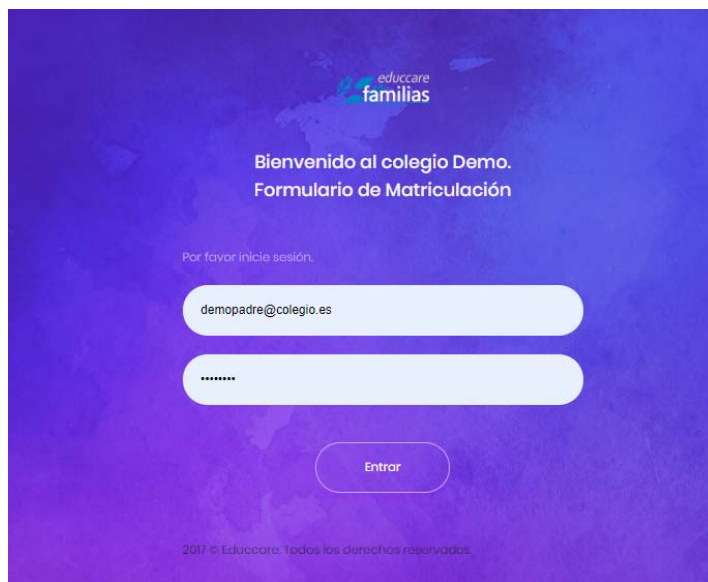 educcare
familias
Bienvenido al colegio Demo.
Formulario de Matriculación
Por favor inicie sesión.
demopadre@colegio.es
••••••••
Entrar
2017 © Educcare. Todos los derechos reservados.